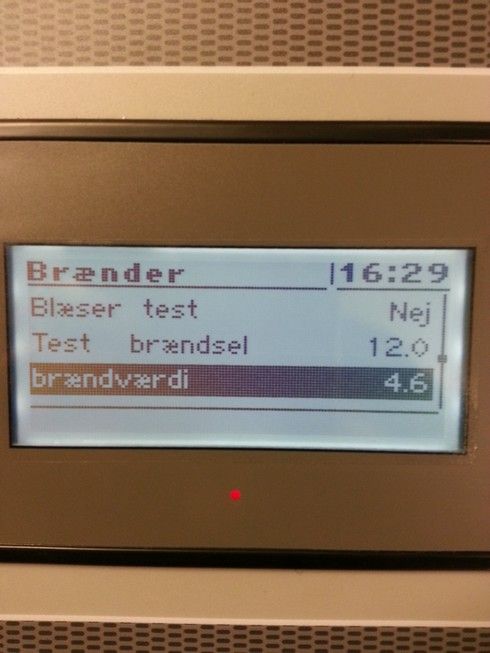 Brænder 16:29
Blæser test Nej
Test brændsel 12.0
brændværdi 4.6